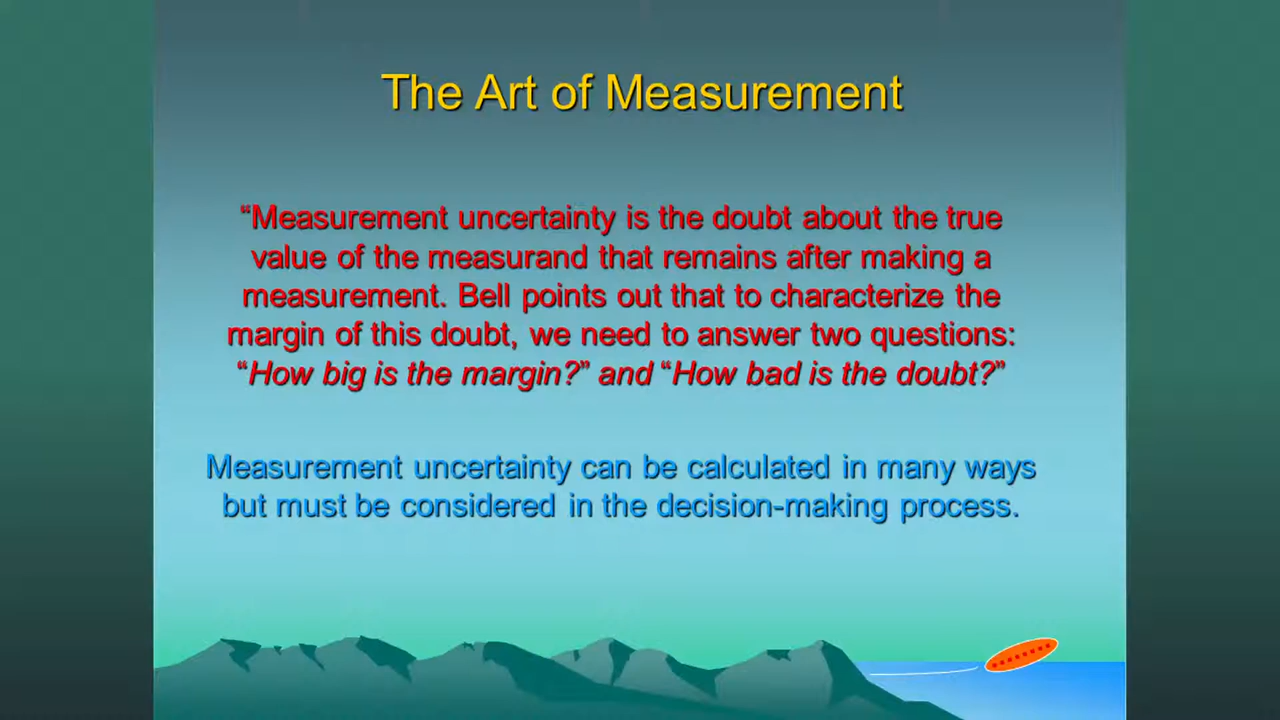 The Art of Measurement
“Measurement uncertainty is the doubt about the true
value of the measurand that remains after making a
measurement. Bell points out that to characterize the
margin of this doubt, we need to answer two questions:
“How big is the margin?” and “How bad is the doubt?”
Measurement uncertainty can be calculated in many ways
but must be considered in the decision-making process.